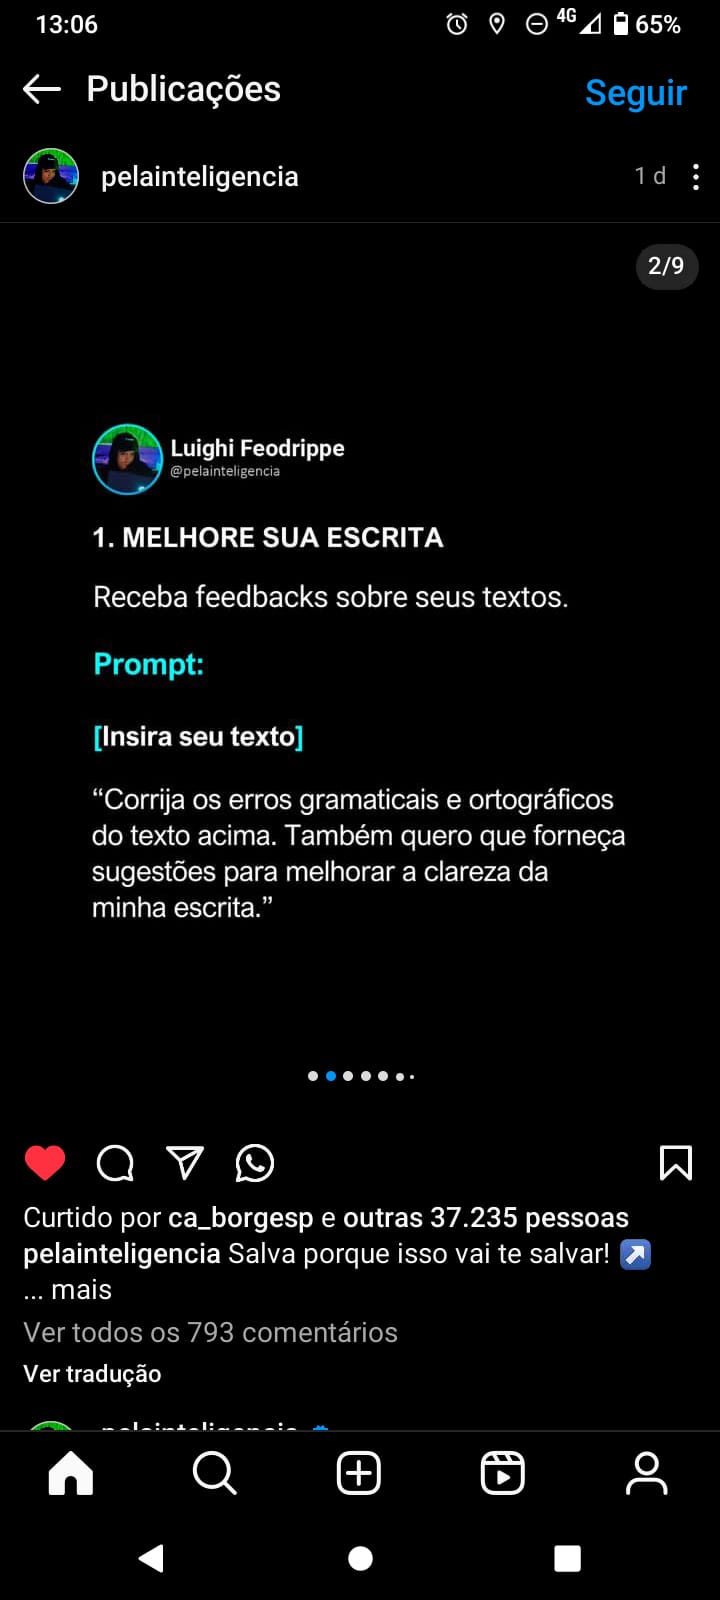 13:06
4G 65%
Publicações
Seguir
pelainteligencia
1 d
2/9
Luighi Feodrippe
@pelainteligencia
1. MELHORE SUA ESCRITA
Receba feedbacks sobre seus textos.
Prompt:
[Insira seu texto]
“Corrija os erros gramaticais e ortográficos
do texto acima. Também quero que forneça
sugestões para melhorar a clareza da
minha escrita.”
Curtido por ca_borgesp e outras 37.235 pessoas
pelainteligencia Salva porque isso vai te salvar! ↗
... mais
Ver todos os 793 comentários
Ver tradução
pelainteligencia